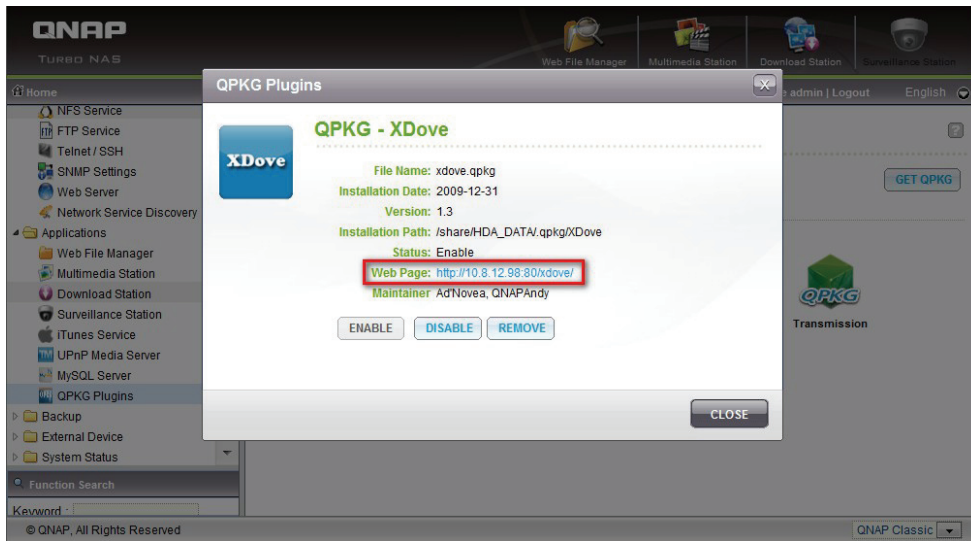 QNAP
TURBO NAS
Web File Manager
Multimedia Station
Download Station
Surveillance Station
Home
admin | Logout
English
NFS Service
FTP Service
Telnet / SSH
SNMP Settings
Web Server
Network Service Discovery
Applications
Web File Manager
Multimedia Station
Download Station
Surveillance Station
iTunes Service
UPnP Media Server
MySQL Server
QPKG Plugins
Backup
External Device
System Status
Function Search
Keyword :
QPKG Plugins
X
XDove
QPKG - XDove
File Name: xdove.qpkg
Installation Date: 2009-12-31
Version: 1.3
Installation Path: /share/HDA_DATA/.qpkg/XDove
Status: Enable
Web Page: http://10.8.12.98:80/xdove/
Maintainer Ad'Novea, QNAPAndy
ENABLE
DISABLE
REMOVE
CLOSE
?
GET QPKG
QPKG
Transmission
© QNAP, All Rights Reserved
QNAP Classic